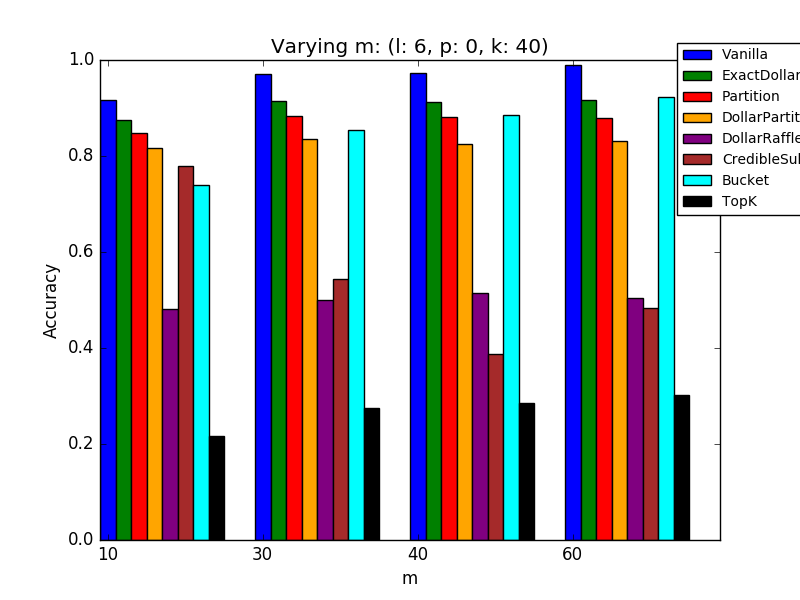 Varying m: (l: 6, p: 0, k: 40)
1.0
0.8
0.6
0.4
0.2
0.0
Accuracy
10
30
40
60
m
Vanilla
ExactDollar
Partition
DollarPartit
DollarRaffle
CredibleSul
Bucket
TopK